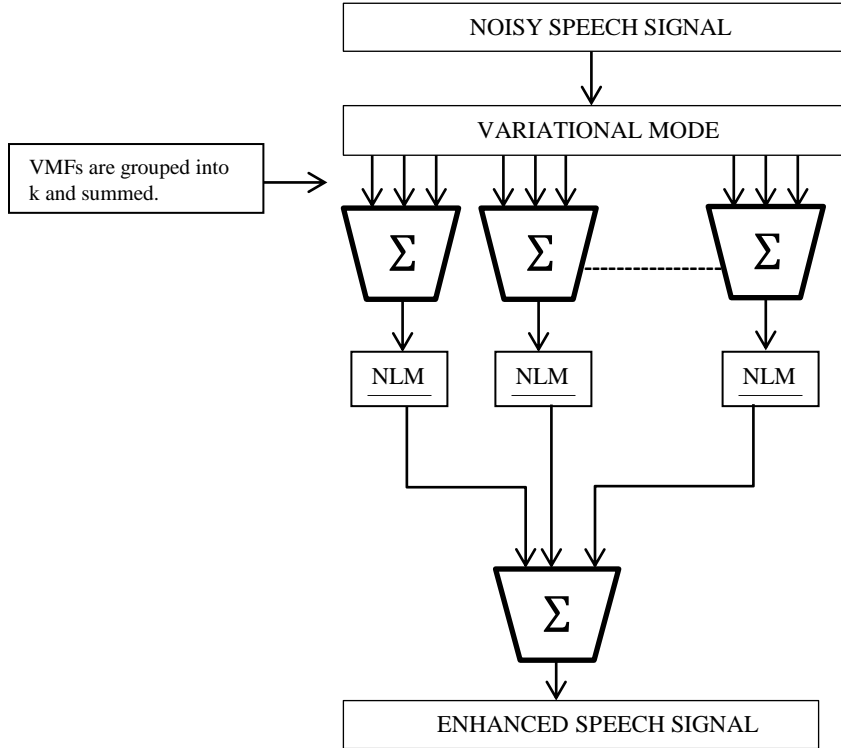 NOISY SPEECH SIGNAL
VARIATIONAL MODE
VMFs are grouped into
k and summed.
Σ
Σ
Σ
NLM
NLM
NLM
Σ
ENHANCED SPEECH SIGNAL